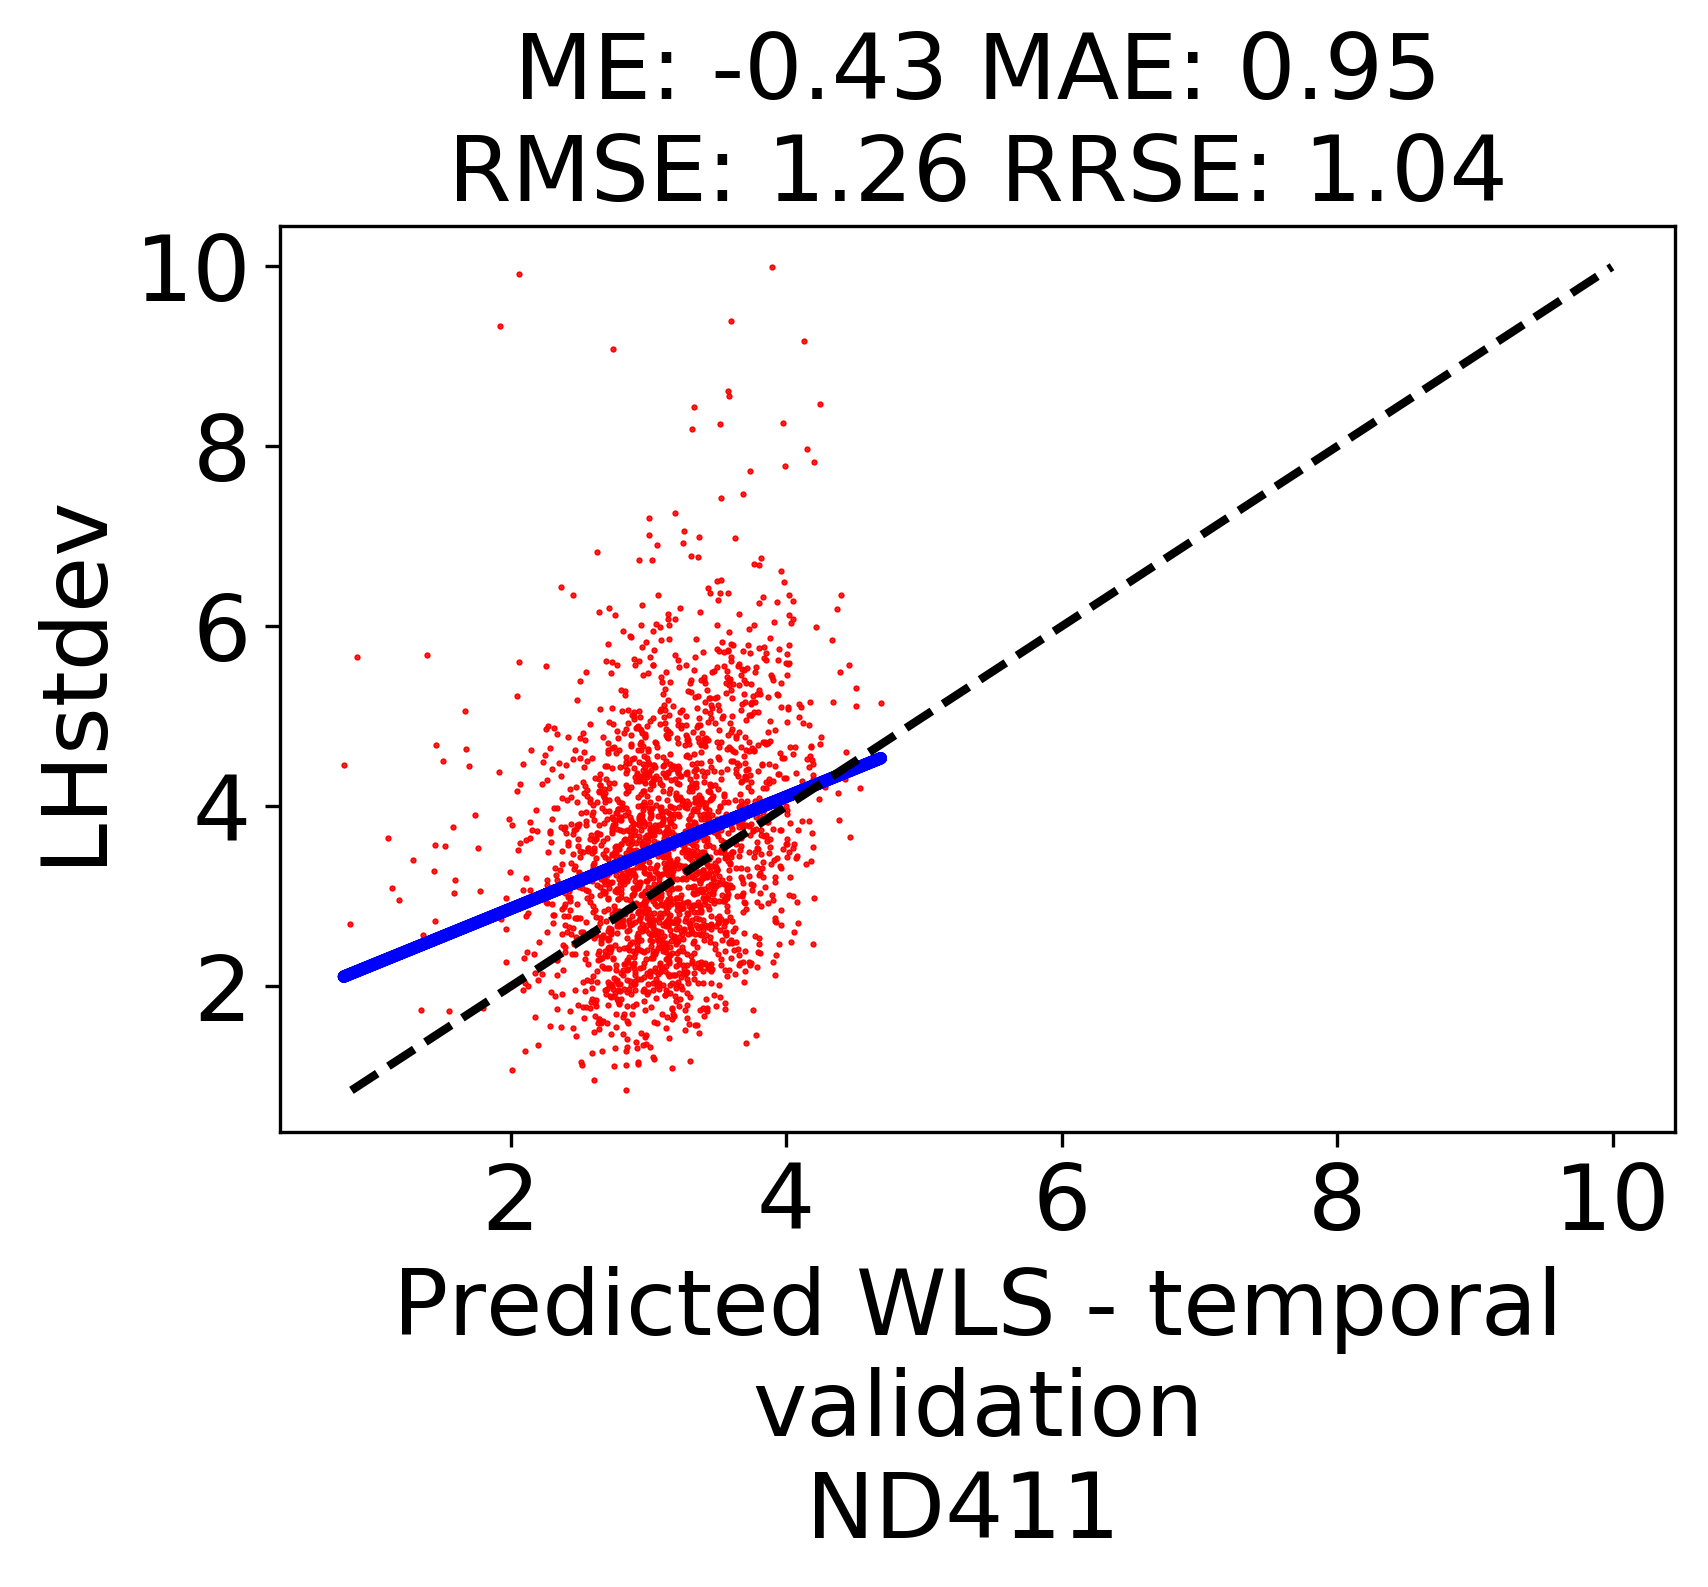 ME: -0.43 MAE: 0.95
RMSE: 1.26 RRSE: 1.04
10
8
6
4
2
LHstdev
2 4 6 8 10
Predicted WLS - temporal
validation
ND411